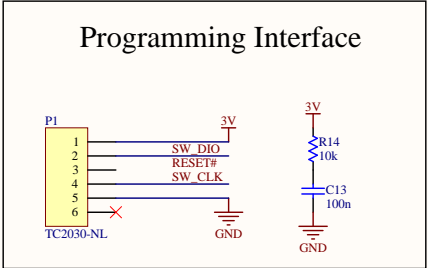 Programming Interface
P1
3V
3V
1
SW_DIO
R14
2
10k
RESET#
3
SW_CLK
4
C13
5
100n
6
TC2030-NL
GND
GND